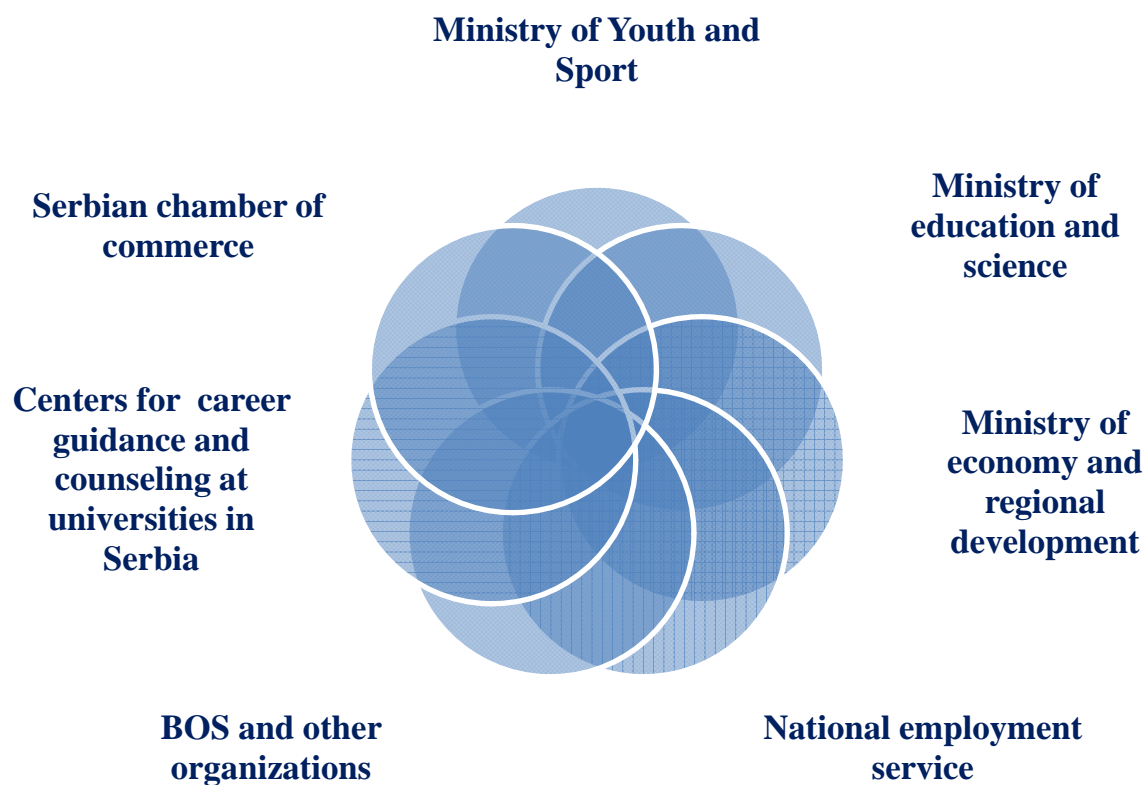 Ministry of Youth and
Sport
Serbian chamber of
commerce
Ministry of
education and
science
Centers for  career
guidance and
counseling at
universities in
Serbia
Ministry of
economy and
regional
development
BOS and other
organizations
National employment
service